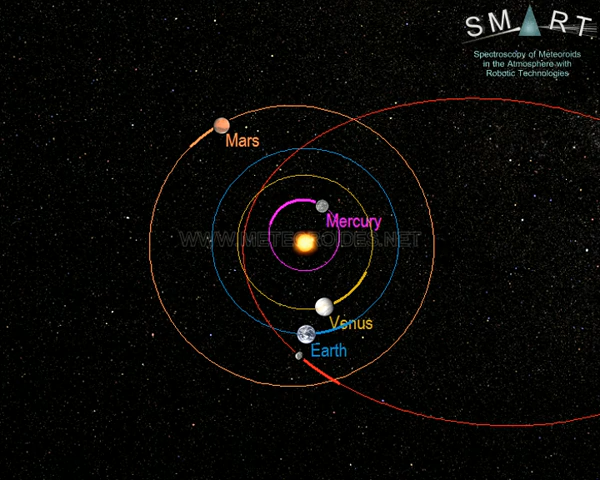 SMART
Spectroscopy of Meteoroids
in the Atmosphere with
Robotic Technologies
Mars
Mercury
WWW.METEOROIDES.NET
Venus
Earth